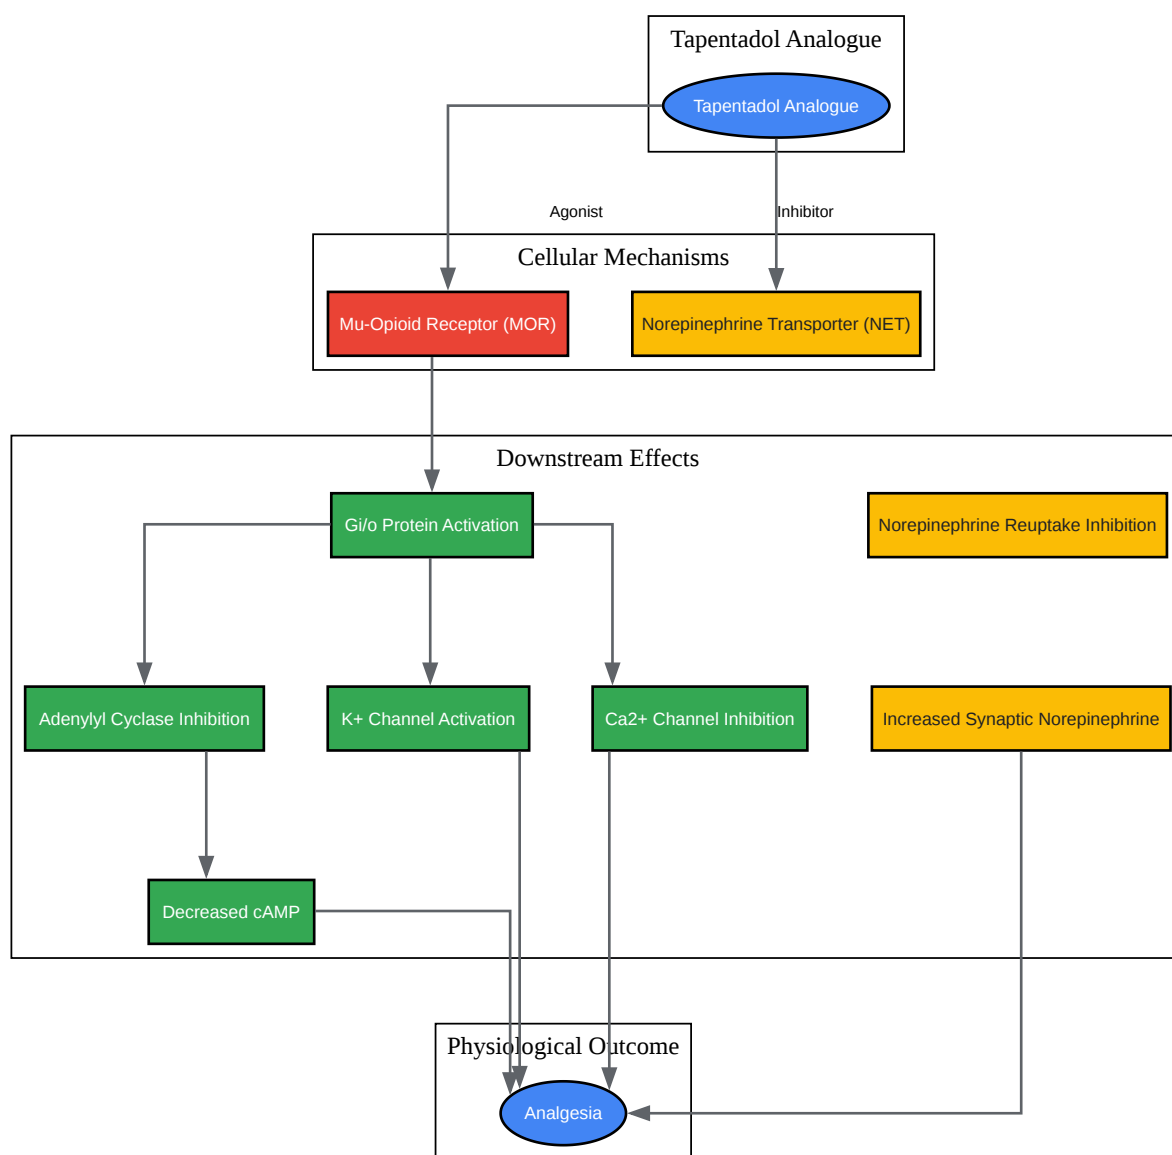 Tapentadol Analogue
Tapentadol Analogue
Agonist
Inhibitor
Cellular Mechanisms
Mu-Opioid Receptor (MOR)
Norepinephrine Transporter (NET)
Downstream Effects
Gi/o Protein Activation
Norepinephrine Reuptake Inhibition
Adenylyl Cyclase Inhibition
K+ Channel Activation
Ca2+ Channel Inhibition
Increased Synaptic Norepinephrine
Decreased cAMP
Physiological Outcome
Analgesia